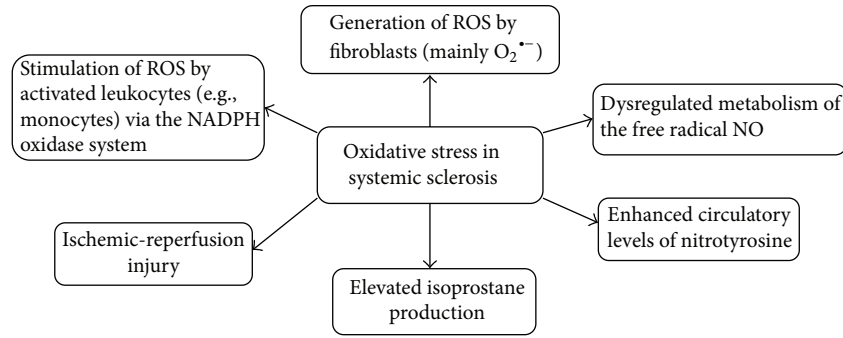 Generation of ROS by
fibroblasts (mainly O₂•−)
Stimulation of ROS by
activated leukocytes (e.g.,
monocytes) via the NADPH
oxidase system
Dysregulated metabolism of
the free radical NO
Oxidative stress in
systemic sclerosis
Ischemic-reperfusion
injury
Enhanced circulatory
levels of nitrotyrosine
Elevated isoprostane
production